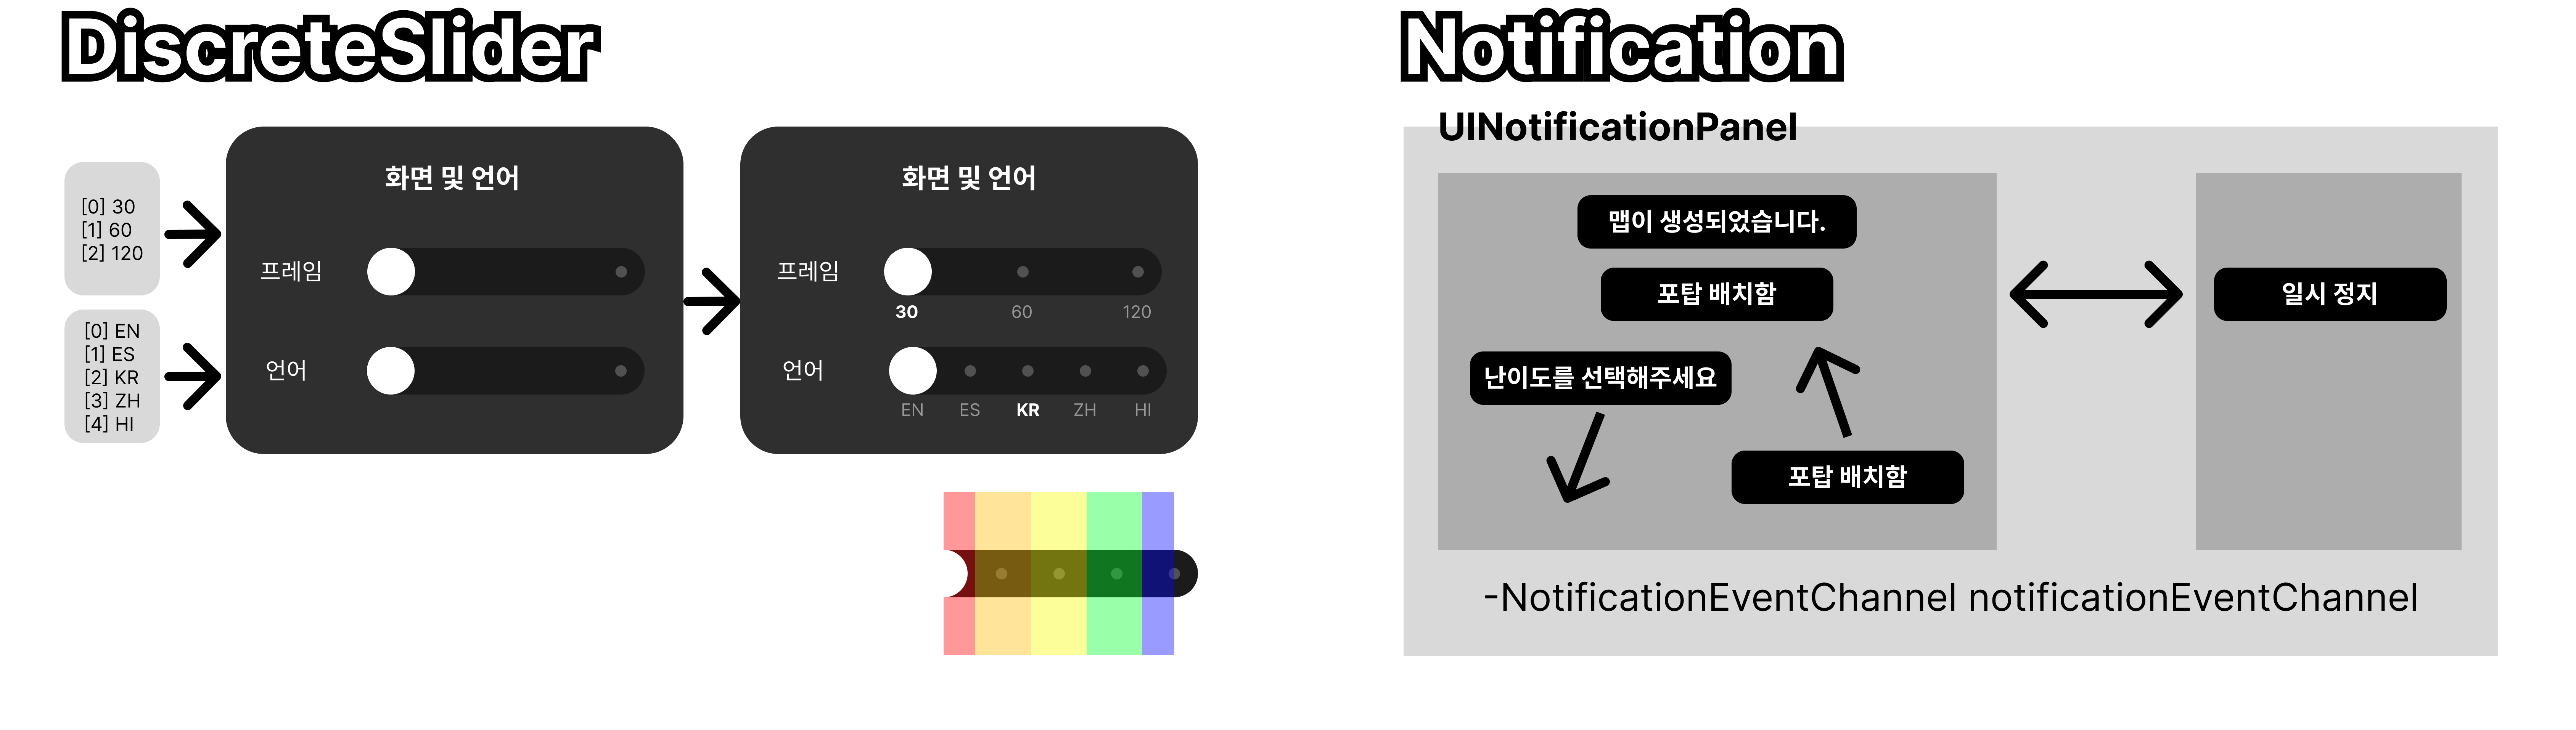 DiscreteSlider
[0] 30
[1] 60
[2] 120
[0] EN
[1] ES
[2] KR
[3] ZH
[4] HI
화면 및 언어
프레임
언어
화면 및 언어
프레임
30 60 120
언어
EN ES KR ZH HI
Notification
UINotificationPanel
맵이 생성되었습니다.
포탑 배치함
난이도를 선택해주세요
포탑 배치함
일시 정지
-NotificationEventChannel notificationEventChannel